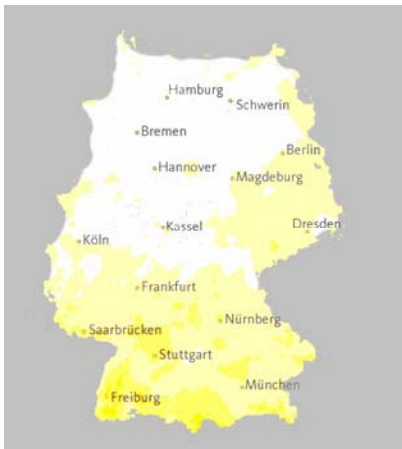 Hamburg
Schwerin
Bremen
Berlin
Hannover
Magdeburg
Dresden
Kassel
Köln
Frankfurt
Nürnberg
Saarbrücken
Stuttgart
München
Freiburg